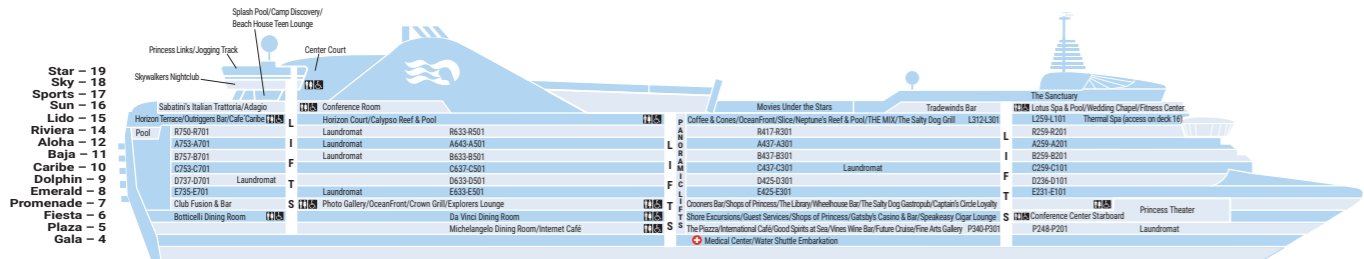 Splash Pool/Camp Discovery/
Beach House Teen Lounge
Princess Links/Jogging Track
Center Court
Skywalkers Nightclub
Star – 19
Sky – 18
Sports – 17
Sun – 16
Lido – 15
Riviera – 14
Aloha – 12
Baja – 11
Caribe – 10
Dolphin – 9
Emerald – 8
Promenade – 7
Fiesta – 6
Plaza – 5
Gala – 4
The Sanctuary
Sabatini's Italian Trattoria/Adagio
Conference Room
Movies Under the Stars
Tradewinds Bar
Lotus Spa & Pool/Wedding Chapel/Fitness Center
Horizon Terrace/Outriggers Bar/Cafe Caribe
Horizon Court/Calypso Reef & Pool
Coffee & Cones/OceanFront/Slice/Neptune's Reef & Pool/THE MIX/The Salty Dog Grill L312-L301
L259-L101 Thermal Spa (access on deck 16)
Pool
R750-R701
Laundromat
R633-R501
R417-R301
R259-R201
A753-A701
Laundromat
A643-A501
A437-A301
A259-A201
B757-B701
Laundromat
B633-B501
B437-B301
B259-B201
C753-C701
C637-C501
C437-C301
Laundromat
C259-C101
D737-D701
Laundromat
D633-D501
D425-D301
D236-D101
E735-E701
Laundromat
E633-E501
E425-E301
E231-E101
Club Fusion & Bar
Photo Gallery/OceanFront/Crown Grill/Explorers Lounge
Crooners Bar/Shops of Princess/The Library/Wheelhouse Bar/The Salty Dog Gastropub/Captain's Circle Loyalty
Princess Theater
Botticelli Dining Room
Da Vinci Dining Room
Shore Excursions/Guest Services/Shops of Princess/Gatsby's Casino & Bar/Speakeasy Cigar Lounge
Conference Center Starboard
Michelangelo Dining Room/Internet Café
The Piazza/International Café/Good Spirits at Sea/Vines Wine Bar/Future Cruise/Fine Arts Gallery P340-P301
P248-P201
Laundromat
Medical Center/Water Shuttle Embarkation
LIFTS
LIFTS
PANORAMIC LIFTS
LIFTS